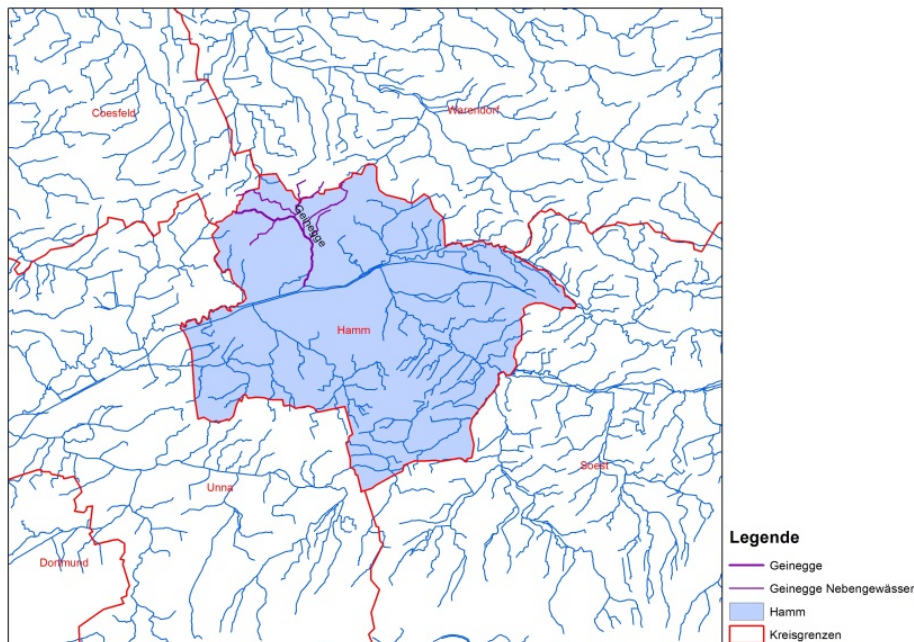 Coesfeld
Warendorf
Geinegge
Hamm
Soest
Unna
Dortmund
Legende
Geinegge
Geinegge Nebengewässer
Hamm
Kreisgrenzen